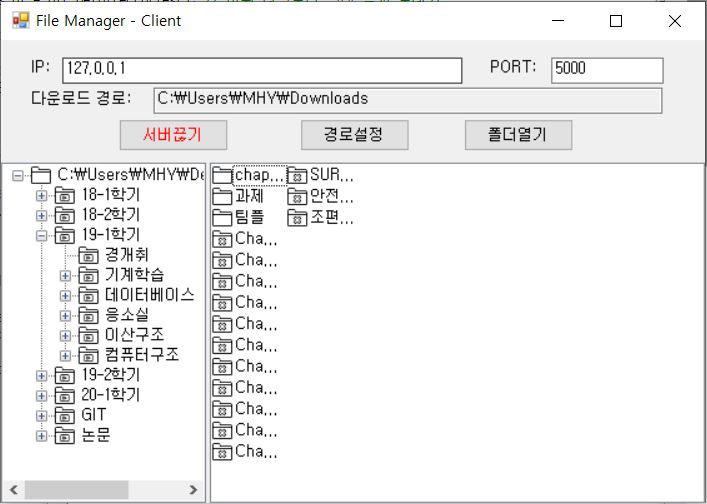 File Manager - Client
IP: 127.0.0.1 PORT: 5000
다운로드 경로: C:₩Users₩MHY₩Downloads
서버끊기 경로설정 폴더열기
C:₩Users₩MHY₩De
18-1학기
18-2학기
19-1학기
경개취
기계학습
데이터베이스
응소실
이산구조
컴퓨터구조
19-2학기
20-1학기
GIT
논문
chap... SUR...
과제 안전...
팀플 조편...
Cha...
Cha...
Cha...
Cha...
Cha...
Cha...
Cha...
Cha...
Cha...
Cha...
Cha...